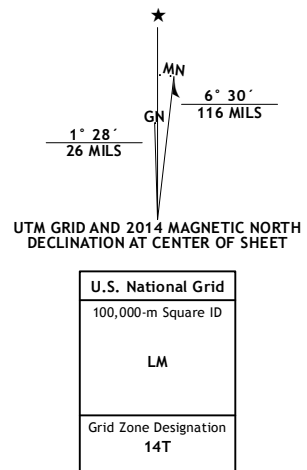 ★
MN
GN
6° 30´
116 MILS
1° 28´
26 MILS
UTM GRID AND 2014 MAGNETIC NORTH
DECLINATION AT CENTER OF SHEET
U.S. National Grid
100,000-m Square ID
LM
Grid Zone Designation
14T